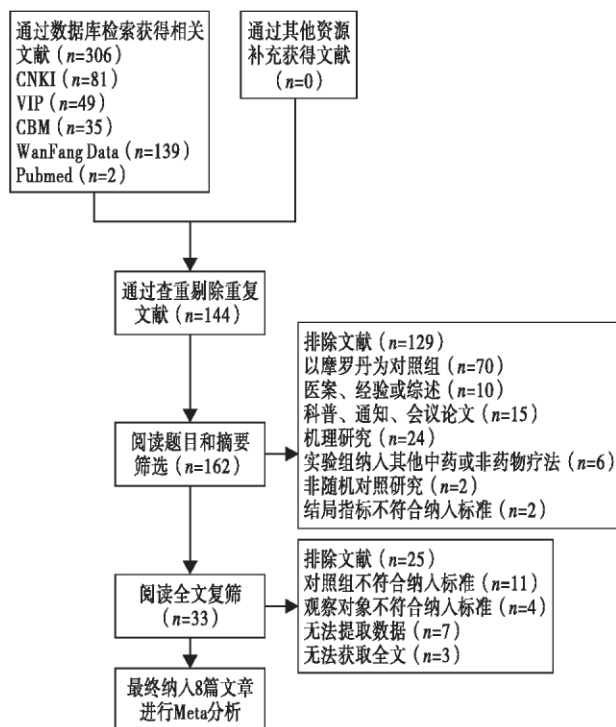 通过数据库检索获得相关
文献（n=306）
CNKI（n=81）
VIP（n=49）
CBM（n=35）
WanFang Data（n=139）
Pubmed（n=2）
通过其他资源
补充获得文献
（n=0）
通过查重剔除重复
文献（n=144）
阅读题目和摘要
筛选（n=162）
排除文献（n=129）
以摩罗丹为对照组（n=70）
医案、经验或综述（n=10）
科普、通知、会议论文（n=15）
机理研究（n=24）
实验组纳入其他中药或非药物疗法（n=6）
非随机对照研究（n=2）
结局指标不符合纳入标准（n=2）
阅读全文复筛
（n=33）
排除文献（n=25）
对照组不符合纳入标准（n=11）
观察对象不符合纳入标准（n=4）
无法提取数据（n=7）
无法获取全文（n=3）
最终纳入8篇文章
进行Meta分析